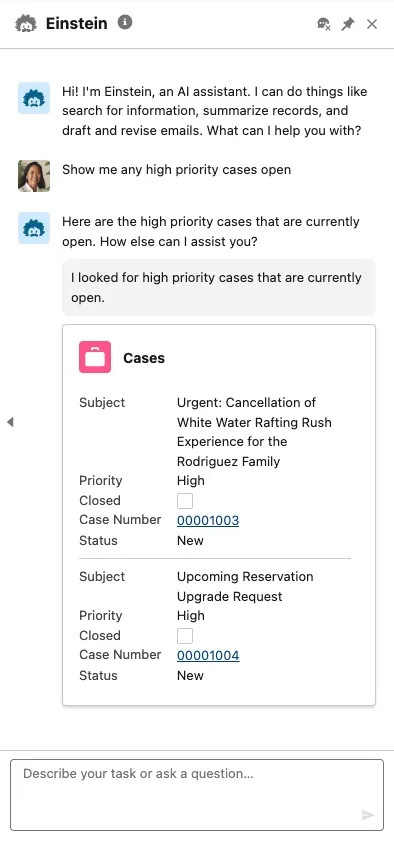 Einstein
Hi! I'm Einstein, an AI assistant. I can do things like
search for information, summarize records, and
draft and revise emails. What can I help you with?
Show me any high priority cases open
Here are the high priority cases that are currently
open. How else can I assist you?
I looked for high priority cases that are currently
open.
Cases
Subject Urgent: Cancellation of
White Water Rafting Rush
Experience for the
Rodriguez Family
Priority High
Closed
Case Number 00001003
Status New
Subject Upcoming Reservation
Upgrade Request
Priority High
Closed
Case Number 00001004
Status New
Describe your task or ask a question...